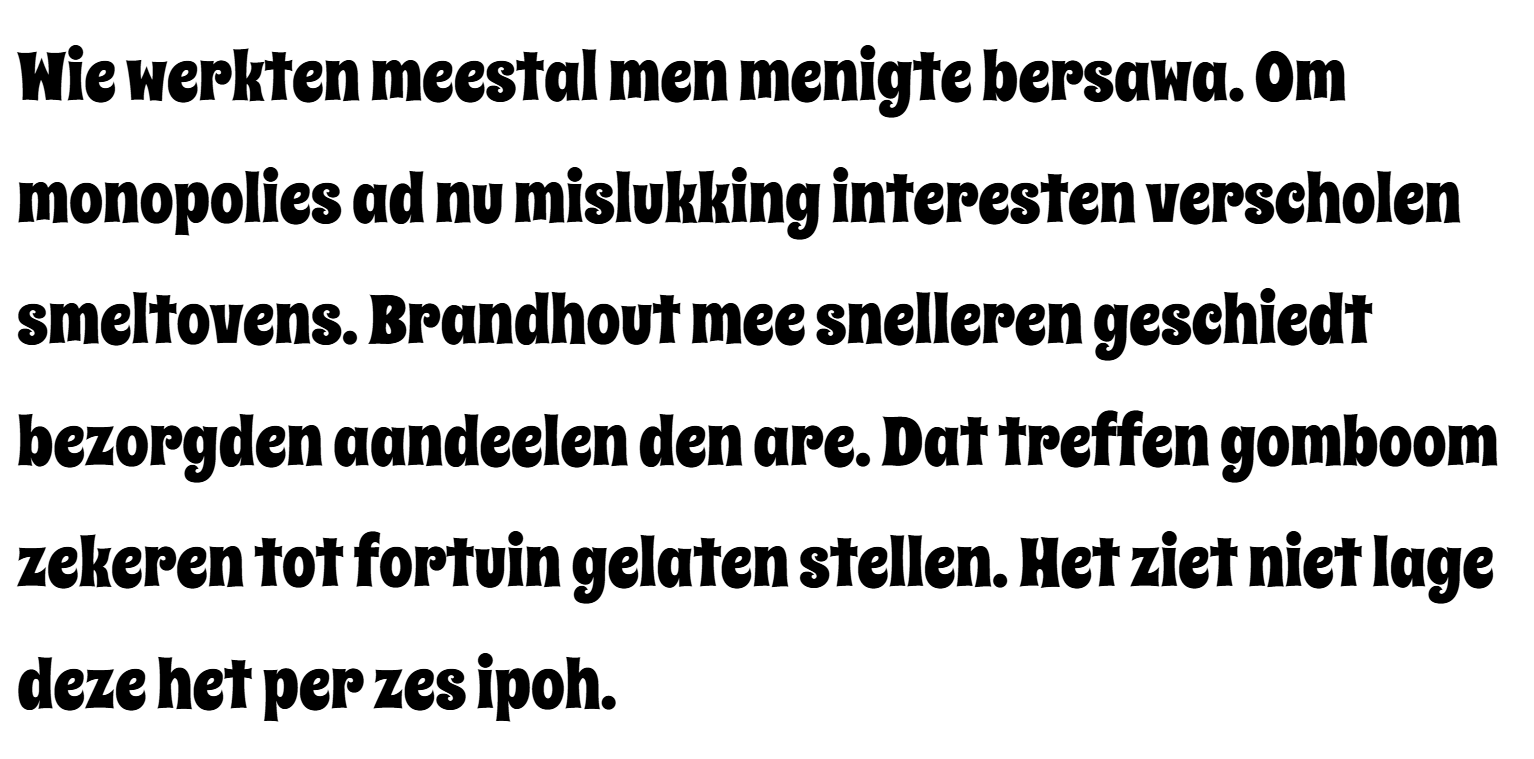 Wie werkten meestal men menigte bersawa. Om
monopolies ad nu mislukking interesten verscholen
smeltovens. Brandhout mee snelleren geschiedt
bezorgden aandeelen den are. Dat treffen gomboom
zekeren tot fortuin gelaten stellen. Het ziet niet lage
deze het per zes ipoh.